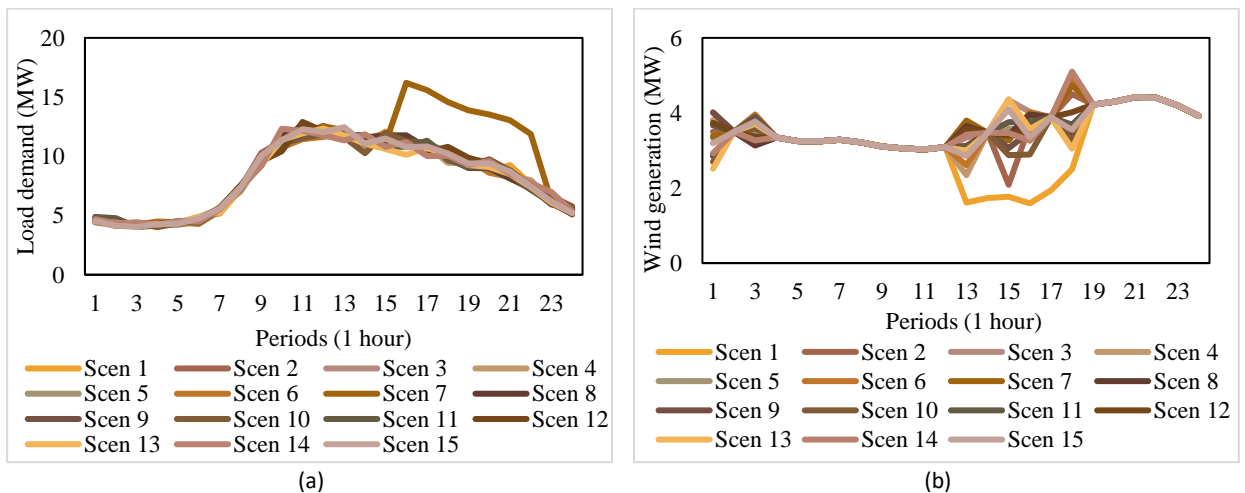 Load demand (MW)
20
15
10
5
0
1 3 5 7 9 11 13 15 17 19 21 23
Periods (1 hour)
Scen 1 Scen 2 Scen 3 Scen 4
Scen 5 Scen 6 Scen 7 Scen 8
Scen 9 Scen 10 Scen 11 Scen 12
Scen 13 Scen 14 Scen 15
(a)
Wind generation (MW)
6
4
2
0
1 3 5 7 9 11 13 15 17 19 21 23
Periods (1 hour)
Scen 1 Scen 2 Scen 3 Scen 4
Scen 5 Scen 6 Scen 7 Scen 8
Scen 9 Scen 10 Scen 11 Scen 12
Scen 13 Scen 14 Scen 15
(b)